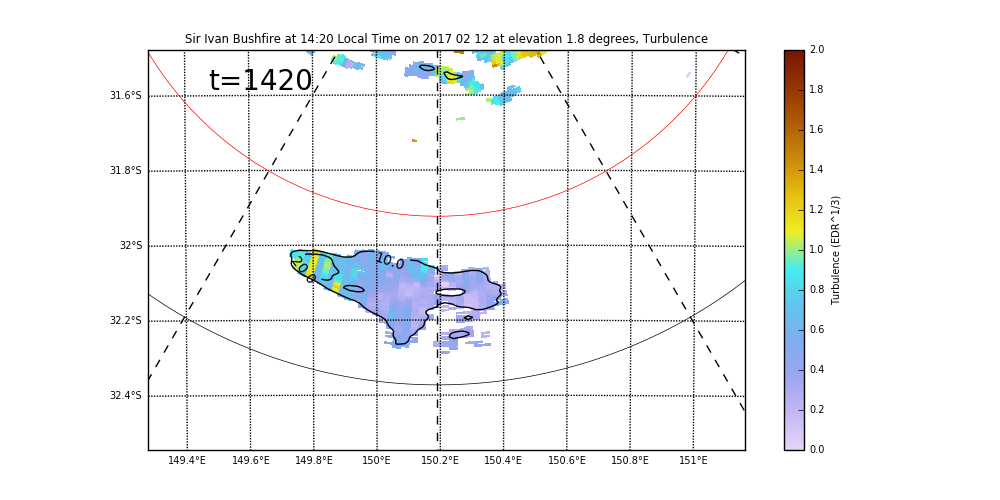 Sir Ivan Bushfire at 14:20 Local Time on 2017 02 12 at elevation 1.8 degrees, Turbulence
t=1420
31.6°S
31.8°S
32°S
32.2°S
32.4°S
10.0
149.4°E 149.6°E 149.8°E 150°E 150.2°E 150.4°E 150.6°E 150.8°E 151°E
2.0
1.8
1.6
1.4
1.2
1.0
0.8
0.6
0.4
0.2
0.0
Turbulence (EDR^1/3)